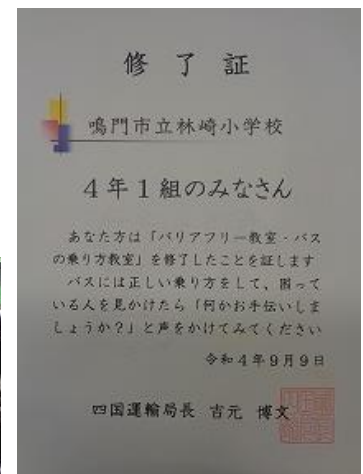 修了証
鳴門市立林崎小学校
4年1組のみなさん
あなた方は「バリアフリー教室・バス
の乗り方教室」を修了したことを証します
バスには正しい乗り方をして、困って
いる人を見かけたら「何かお手伝いしま
しょうか?」と声をかけてみてください
令和4年9月9日
四国運輸局長 吉元 博文